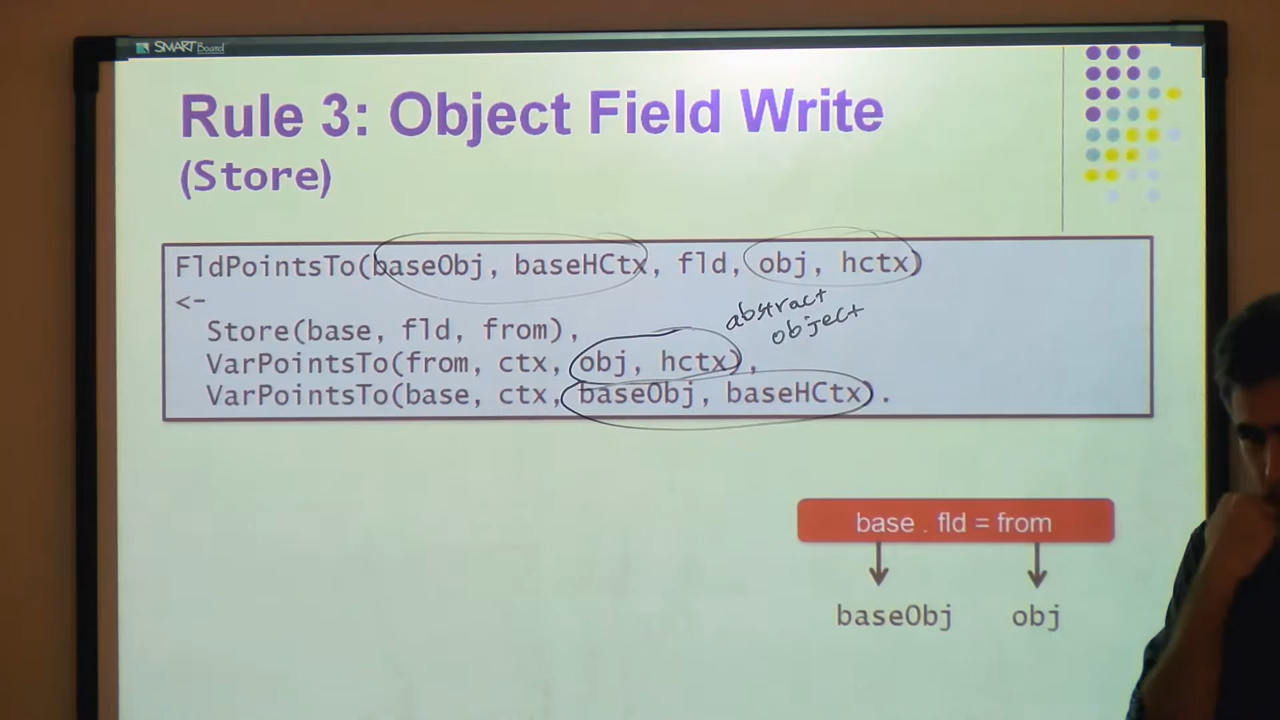 SMART Board
Rule 3: Object Field Write
(Store)
FldPointsTo(baseObj, baseHCtx, fld, obj, hctx)
<-
Store(base, fld, from),
VarPointsTo(from, ctx, obj, hctx),
VarPointsTo(base, ctx, baseObj, baseHCtx).
abstract
object
base . fld = from
baseObj obj